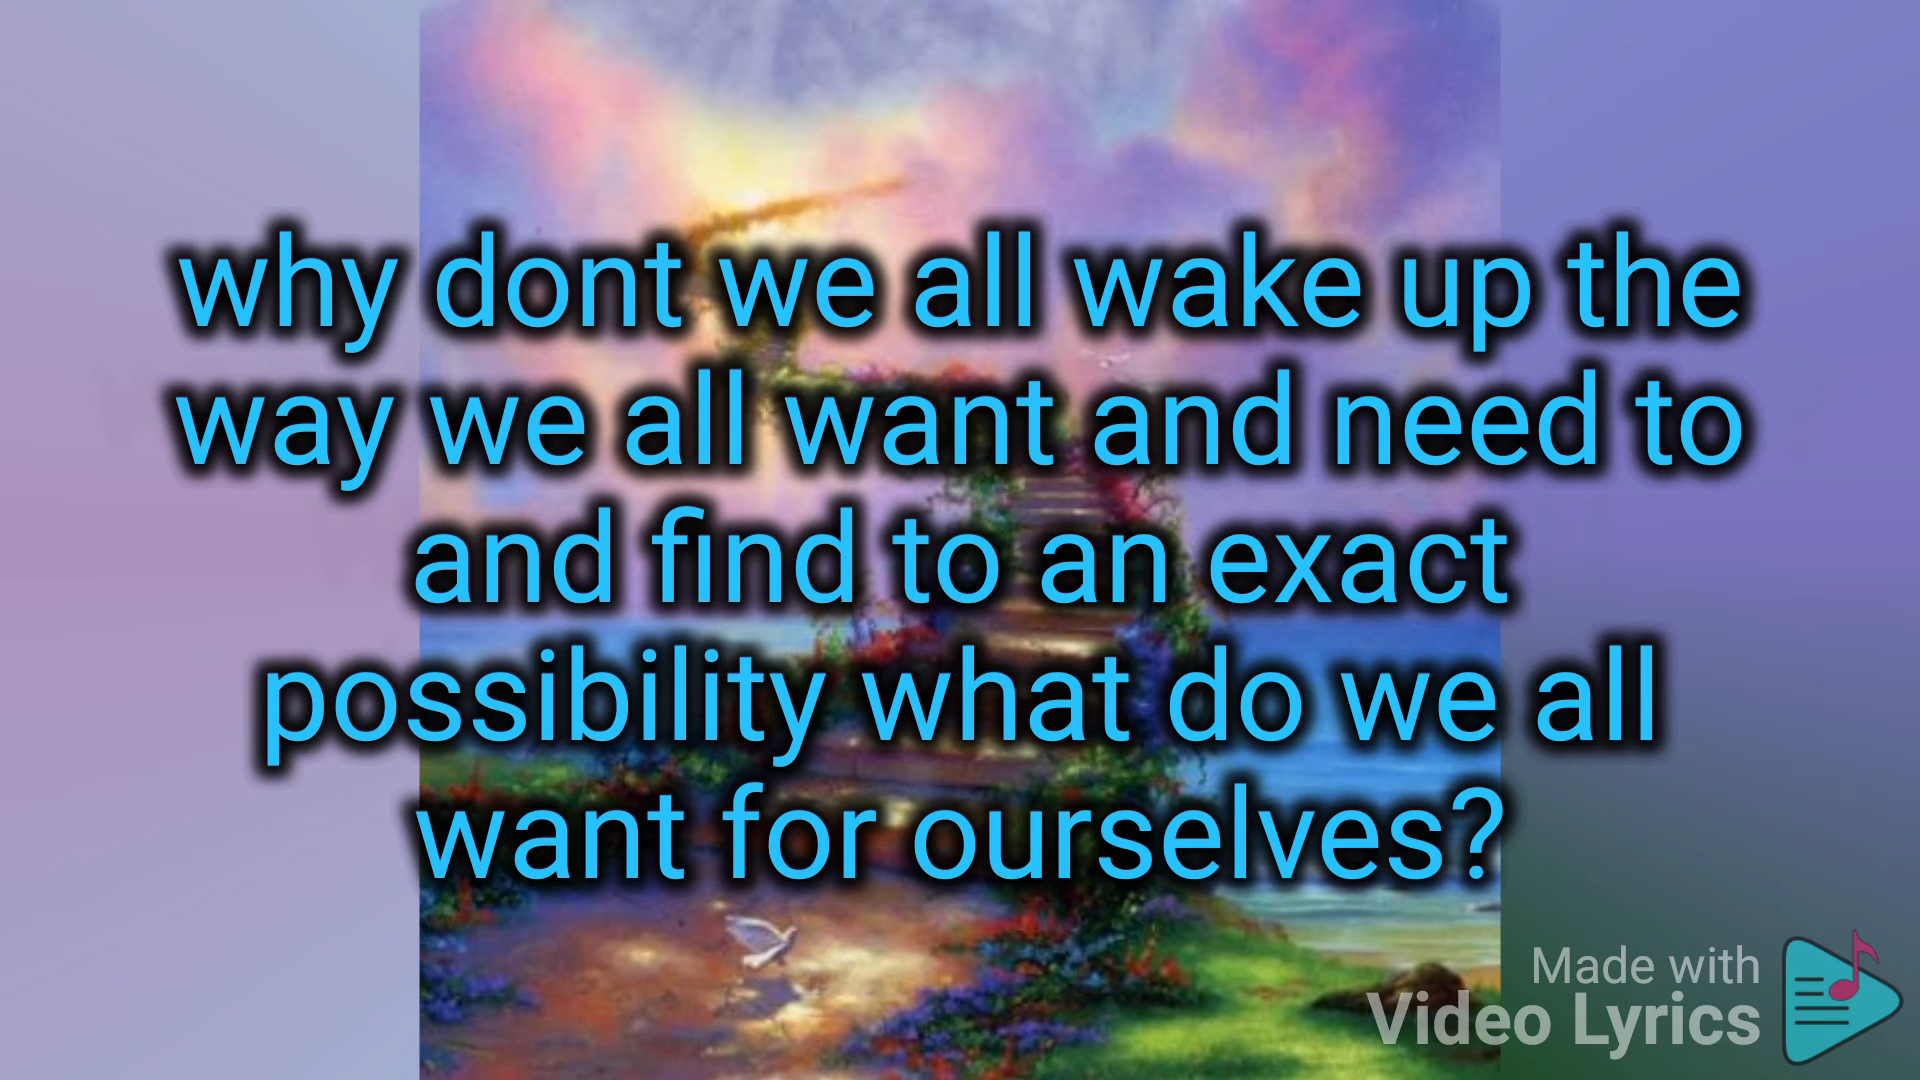 why dont we all wake up the
way we all want and need to
and find to an exact
possibility what do we all
want for ourselves?
Made with
Video Lyrics